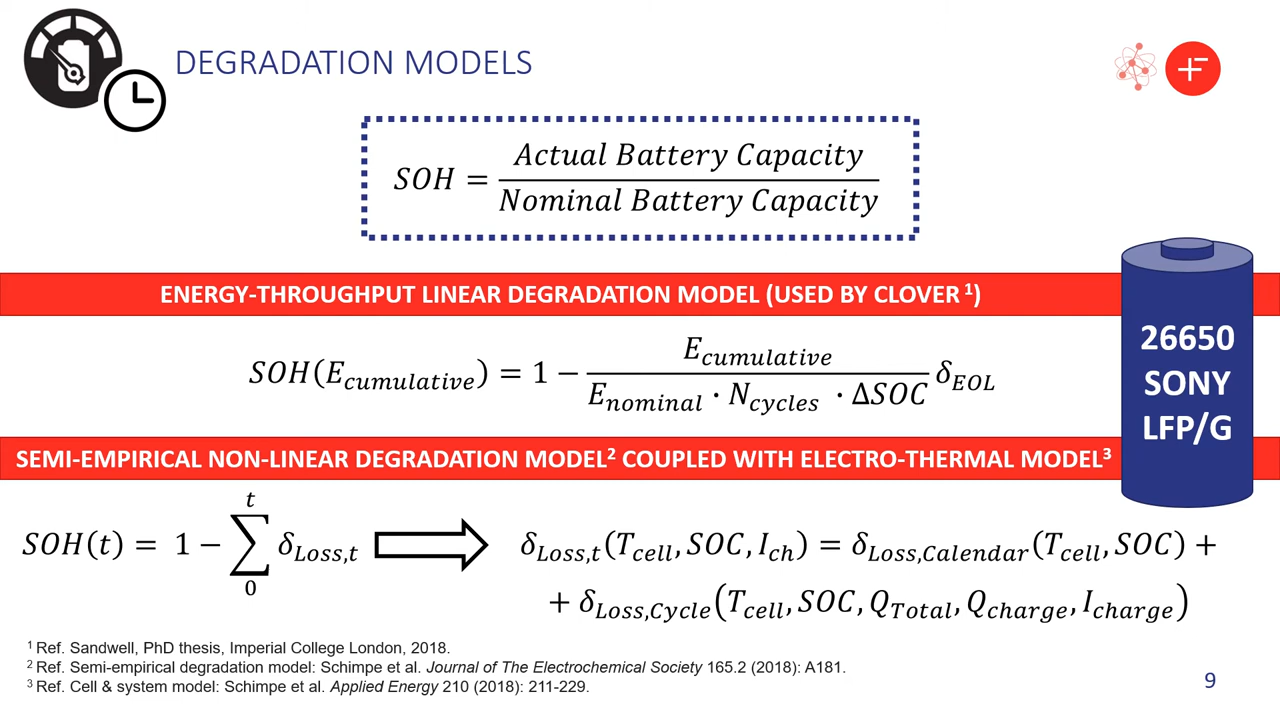 DEGRADATION MODELS
SOH = Actual Battery Capacity / Nominal Battery Capacity
ENERGY-THROUGHPUT LINEAR DEGRADATION MODEL (USED BY CLOVER ¹)
SOH(E_cumulative) = 1 − E_cumulative / (E_nominal · N_cycles · ΔSOC) δ_EOL
26650
SONY
LFP/G
SEMI-EMPIRICAL NON-LINEAR DEGRADATION MODEL² COUPLED WITH ELECTRO-THERMAL MODEL³
SOH(t) = 1 − ∑_0^t δ_Loss,t
δ_Loss,t(T_cell, SOC, I_ch) = δ_Loss,Calendar(T_cell, SOC) +
+ δ_Loss,Cycle(T_cell, SOC, Q_Total, Q_charge, I_charge)
¹ Ref. Sandwell, PhD thesis, Imperial College London, 2018.
² Ref. Semi-empirical degradation model: Schimpe et al. Journal of The Electrochemical Society 165.2 (2018): A181.
³ Ref. Cell & system model: Schimpe et al. Applied Energy 210 (2018): 211-229.
9